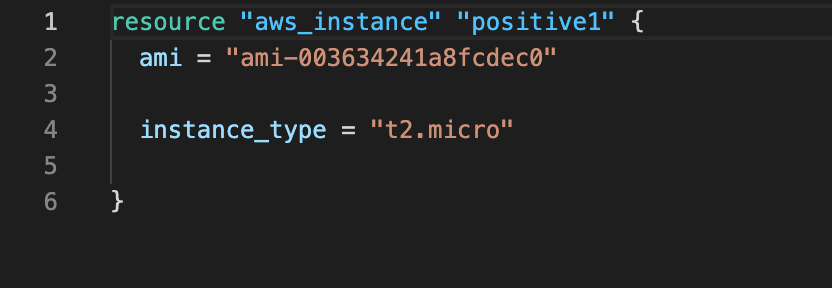 1 resource "aws_instance" "positive1" {
2 ami = "ami-003634241a8fcdec0"
3
4 instance_type = "t2.micro"
5
6 }